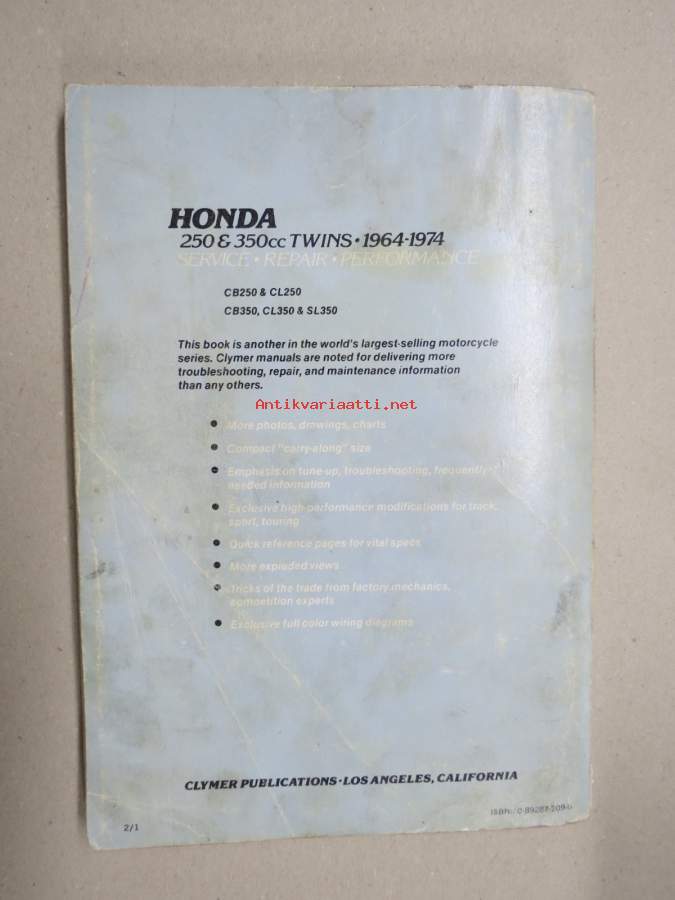 HONDA
250 & 350cc TWINS • 1964-1974
SERVICE • REPAIR • PERFORMANCE
CB250 & CL250
CB350, CL350 & SL350
This book is another in the world's largest-selling motorcycle
series. Clymer manuals are noted for delivering more
troubleshooting, repair, and maintenance information
than any others.
Antikvariaatti.net
• More photos, drawings, charts
• Compact "carry-along" size
• Emphasis on tune-up, troubleshooting, frequently-
needed information
• Exclusive high-performance modifications for track,
sport, touring
• Quick reference pages for vital specs
• More exploded views
• Tricks of the trade from factory mechanics,
competition experts
• Exclusive full color wiring diagrams
CLYMER PUBLICATIONS • LOS ANGELES, CALIFORNIA
ISBN: 0-89287-209-0
2/1